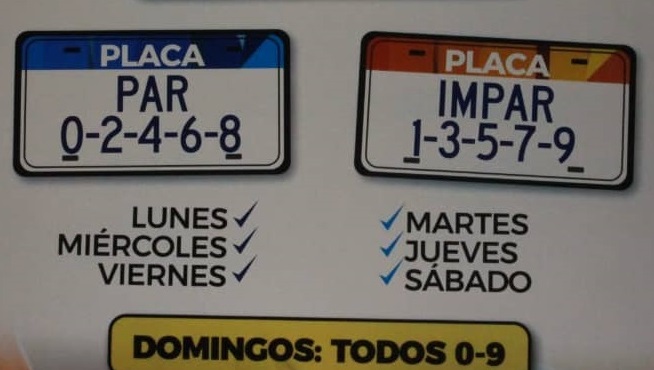 PLACA
PAR
0-2-4-6-8
PLACA
IMPAR
1-3-5-7-9
LUNES
MIÉRCOLES
VIERNES
MARTES
JUEVES
SÁBADO
DOMINGOS: TODOS 0-9